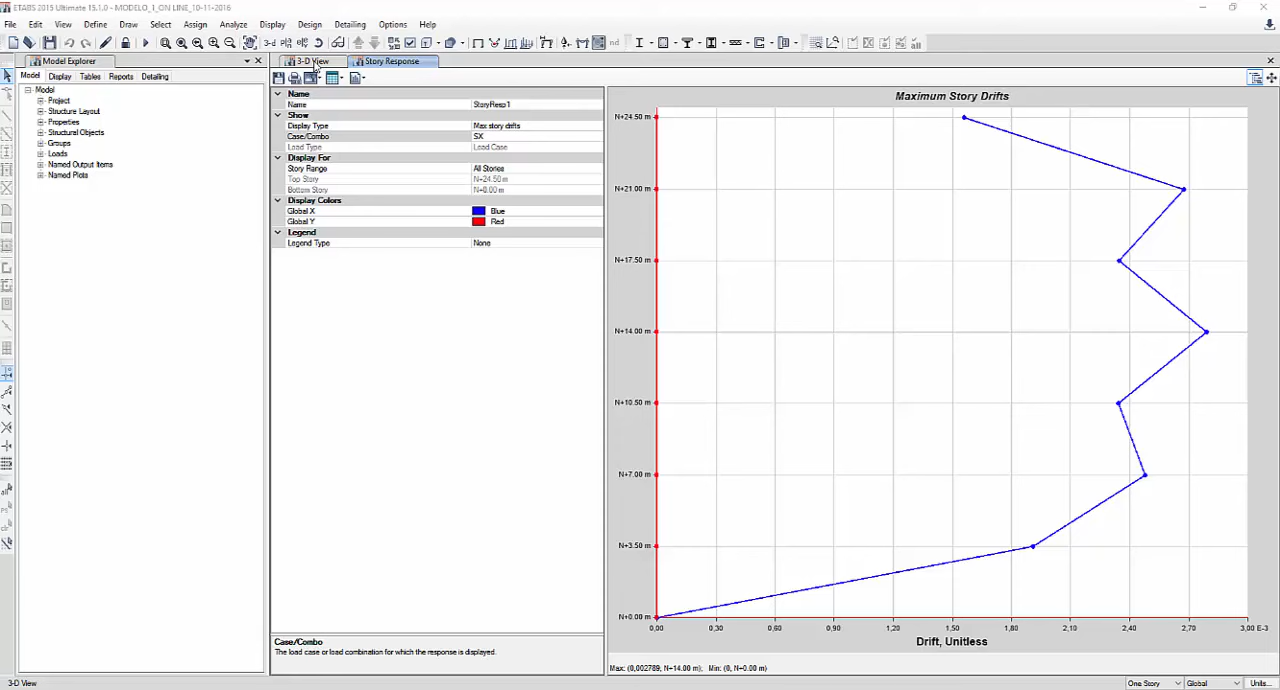 ETABS 2015 Ultimate 15.1.0 - MODELO_1_ON LINE_10-11-2016
File Edit View Define Draw Select Assign Analyze Display Design Detailing Options Help
3-d
nd
all
Model Explorer
Model Display Tables Reports Detailing
Model
Project
Structure Layout
Properties
Structural Objects
Groups
Loads
Named Output Items
Named Plots
3-D View
Story Response
Name
Name StoryResp1
Show
Display Type Max story drifts
Case/Combo SX
Load Type Load Case
Display For
Story Range All Stories
Top Story N+24.50 m
Bottom Story N+0.00 m
Display Colors
Global X Blue
Global Y Red
Legend
Legend Type None
Case/Combo
The load case or load combination for which the response is displayed.
Maximum Story Drifts
N+24.50 m
N+21.00 m
N+17.50 m
N+14.00 m
N+10.50 m
N+7.00 m
N+3.50 m
N+0.00 m
0,00 0,30 0,60 0,90 1,20 1,50 1,80 2,10 2,40 2,70 3,00 E-3
Drift, Unitless
Max: (0,002789, N+14.00 m); Min: (0, N+0.00 m)
3-D View
One Story Global Units...